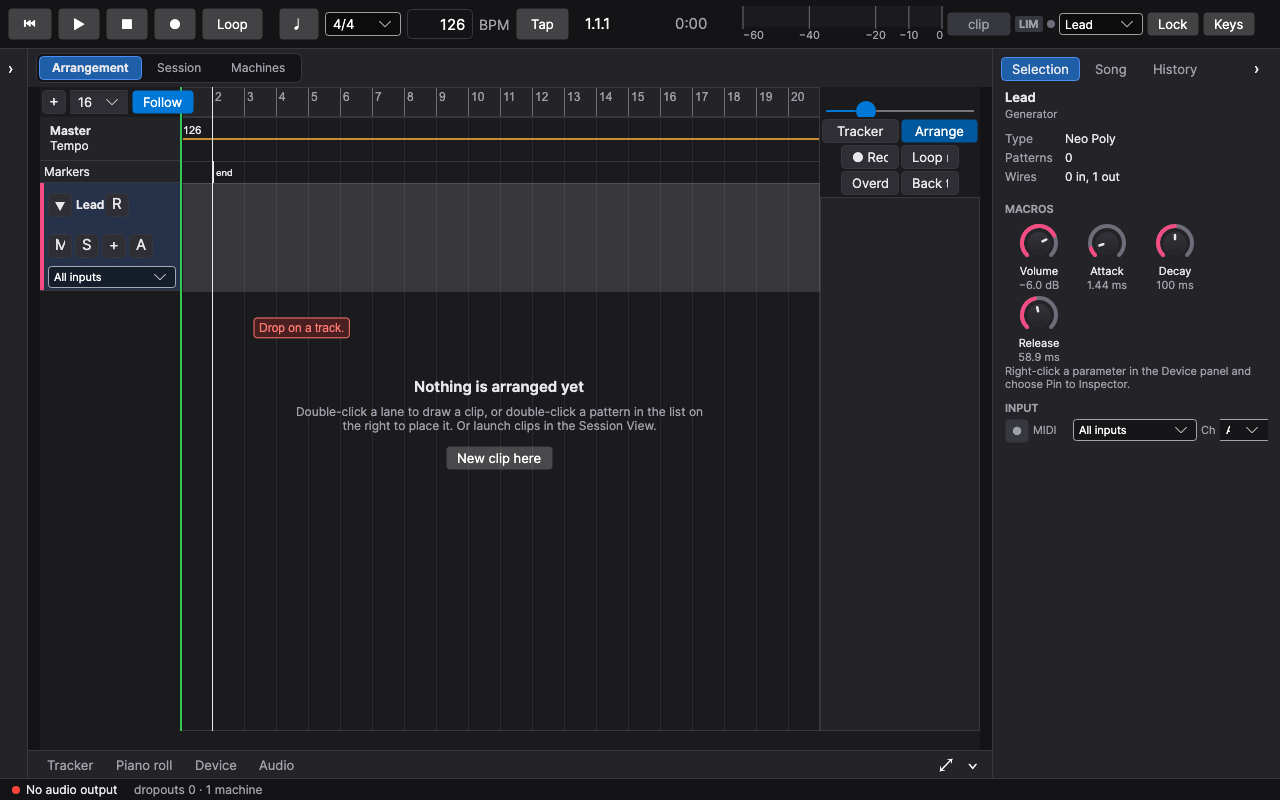 Loop
4/4
126 BPM
Tap
1.1.1
0:00
−60 −40 −20 −10 0
clip
LIM
Lead
Lock
Keys
Arrangement Session Machines
Selection Song History
+ 16 Follow
2 3 4 5 6 7 8 9 10 11 12 13 14 15 16 17 18 19 20
Master
Tempo
126
Markers
end
Lead R
M S + A
All inputs
Tracker Arrange
Rec Loop
Overd Back t
Drop on a track.
Nothing is arranged yet
Double-click a lane to draw a clip, or double-click a pattern in the list on
the right to place it. Or launch clips in the Session View.
New clip here
Lead
Generator
Type Neo Poly
Patterns 0
Wires 0 in, 1 out
MACROS
Volume Attack Decay
−6.0 dB 1.44 ms 100 ms
Release
58.9 ms
Right-click a parameter in the Device panel and
choose Pin to Inspector.
INPUT
MIDI All inputs Ch
Tracker Piano roll Device Audio
No audio output dropouts 0 · 1 machine